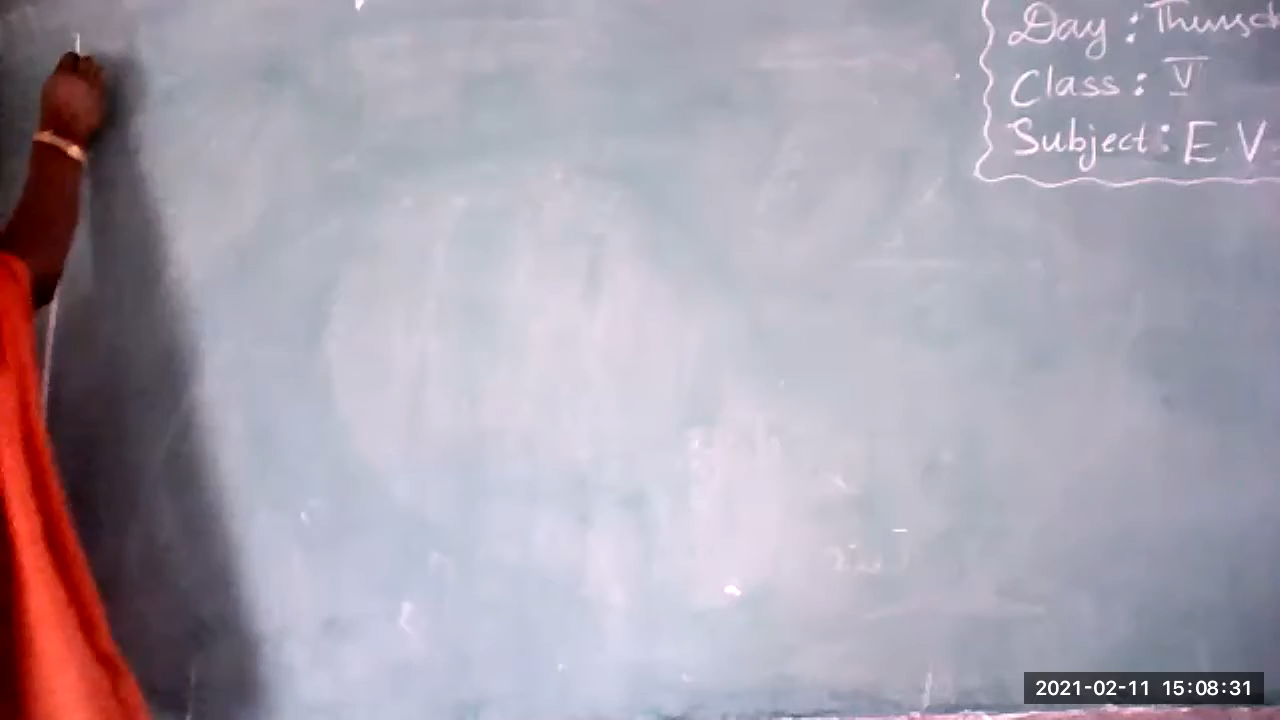 Day : Thursd
Class : V
Subject : E.V
2021-02-11 15:08:31